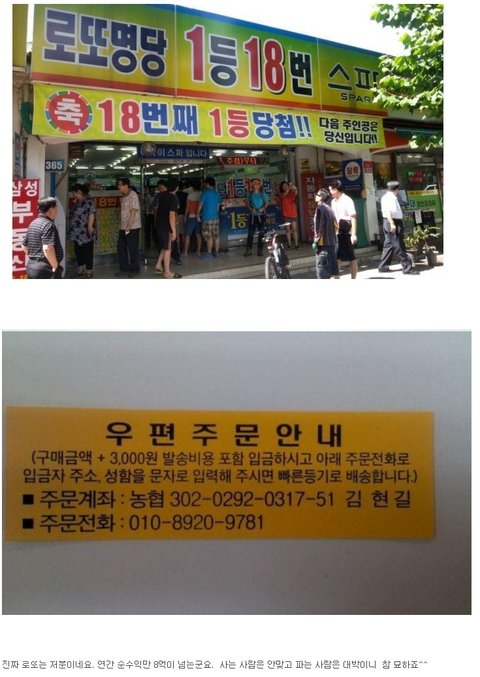 로또명당 1등18번 스파
SPAR
축 18번째 1등당첨!! 다음 주인공은
당신입니다!!
365
삼성
부동산
우 편 주 문 안 내
(구매금액 + 3,000원 발송비용 포함 입금하시고 아래 주문전화로
입금자 주소, 성함을 문자로 입력해 주시면 빠른등기로 배송합니다.)
■ 주문계좌 : 농협 302-0292-0317-51 김 현 길
■ 주문전화 : 010-8920-9781
진짜 로또는 저분이네요. 연간 순수익만 8억이 넘는군요. 사는 사람은 안맞고 파는 사람은 대박이니 참 묘하죠^^